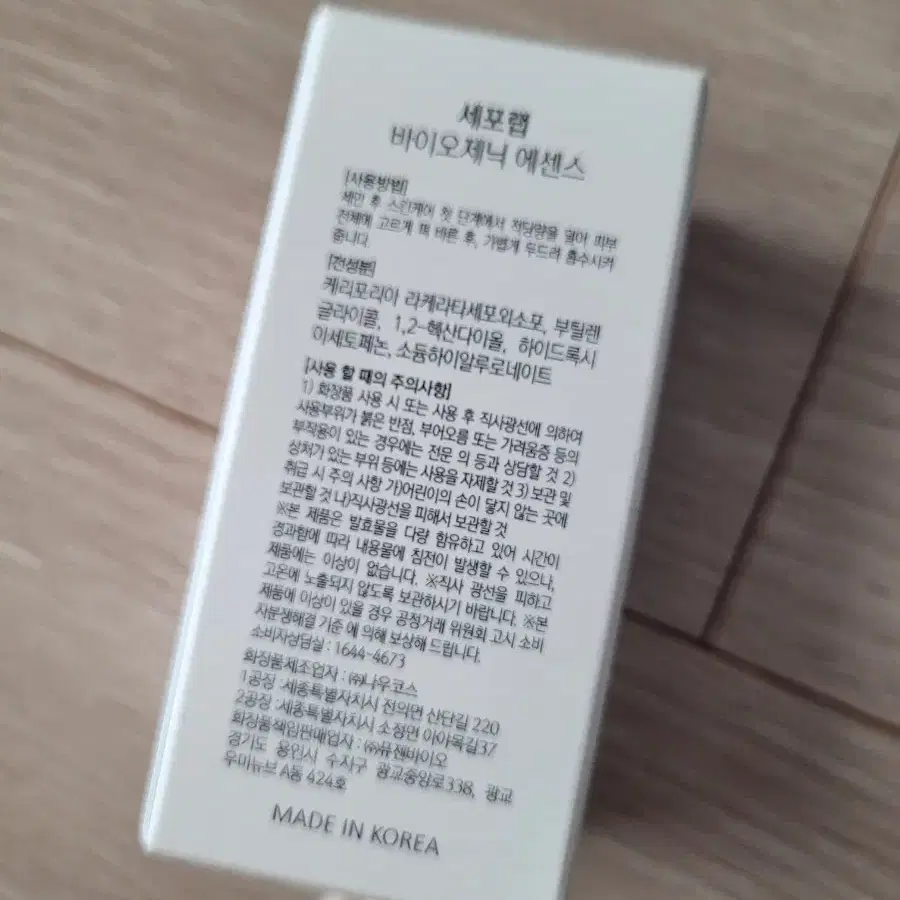 세포랩
바이오제닉 에센스
[사용방법]
세안 후 스킨케어 첫 단계에서 적당량을 덜어 피부
전체에 고르게 펴 바른 후, 가볍게 두드려 흡수시켜
줍니다.
[전성분]
케리포리아 라케라타세포외소포, 부틸렌
글라이콜, 1,2-헥산다이올, 하이드록시
아세토페논, 소듐하이알루로네이트
[사용 할 때의 주의사항]
1) 화장품 사용 시 또는 사용 후 직사광선에 의하여
사용부위가 붉은 반점, 부어오름 또는 가려움증 등의
부작용이 있는 경우에는 전문 의 등과 상담할 것 2)
상처가 있는 부위 등에는 사용을 자제할 것 3) 보관 및
취급 시 주의 사항 가)어린이의 손이 닿지 않는 곳에
보관할 것 나)직사광선을 피해서 보관할 것
※본 제품은 발효물을 다량 함유하고 있어 시간이
경과함에 따라 내용물에 침전이 발생할 수 있으나,
제품에는 이상이 없습니다. ※직사 광선을 피하고
고온에 노출되지 않도록 보관하시기 바랍니다. ※본
제품에 이상이 있을 경우 공정거래 위원회 고시 소비
자분쟁해결 기준 에 의해 보상해 드립니다.
소비자상담실 : 1644-4673
화장품제조업자 : ㈜나우코스
1공장 :세종특별자치시 전의면 산단길 220
2공장 :세종특별자치시 소정면 아야목길37
화장품책임판매업자 : ㈜퓨젠바이오
경기도 용인시 수지구 광교중앙로338, 광교
우미뉴브 A동 424호
MADE IN KOREA